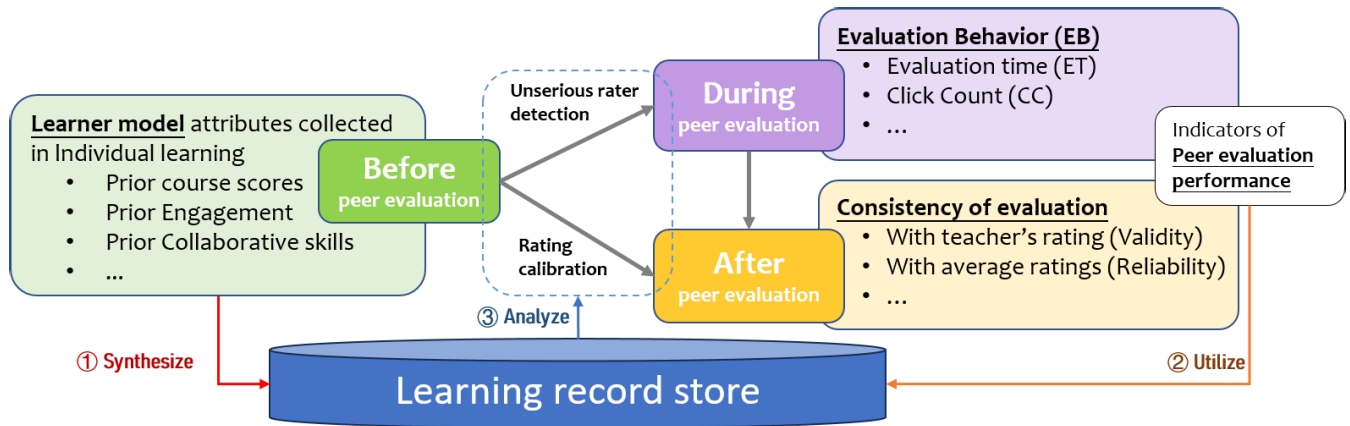 Learner model attributes collected
in Individual learning
• Prior course scores
• Prior Engagement
• Prior Collaborative skills
• ...
Before
peer evaluation
Unserious rater
detection
Rating
calibration
During
peer evaluation
After
peer evaluation
Evaluation Behavior (EB)
• Evaluation time (ET)
• Click Count (CC)
• ...
Consistency of evaluation
• With teacher's rating (Validity)
• With average ratings (Reliability)
• ...
Indicators of
Peer evaluation
performance
① Synthesize
③ Analyze
② Utilize
Learning record store